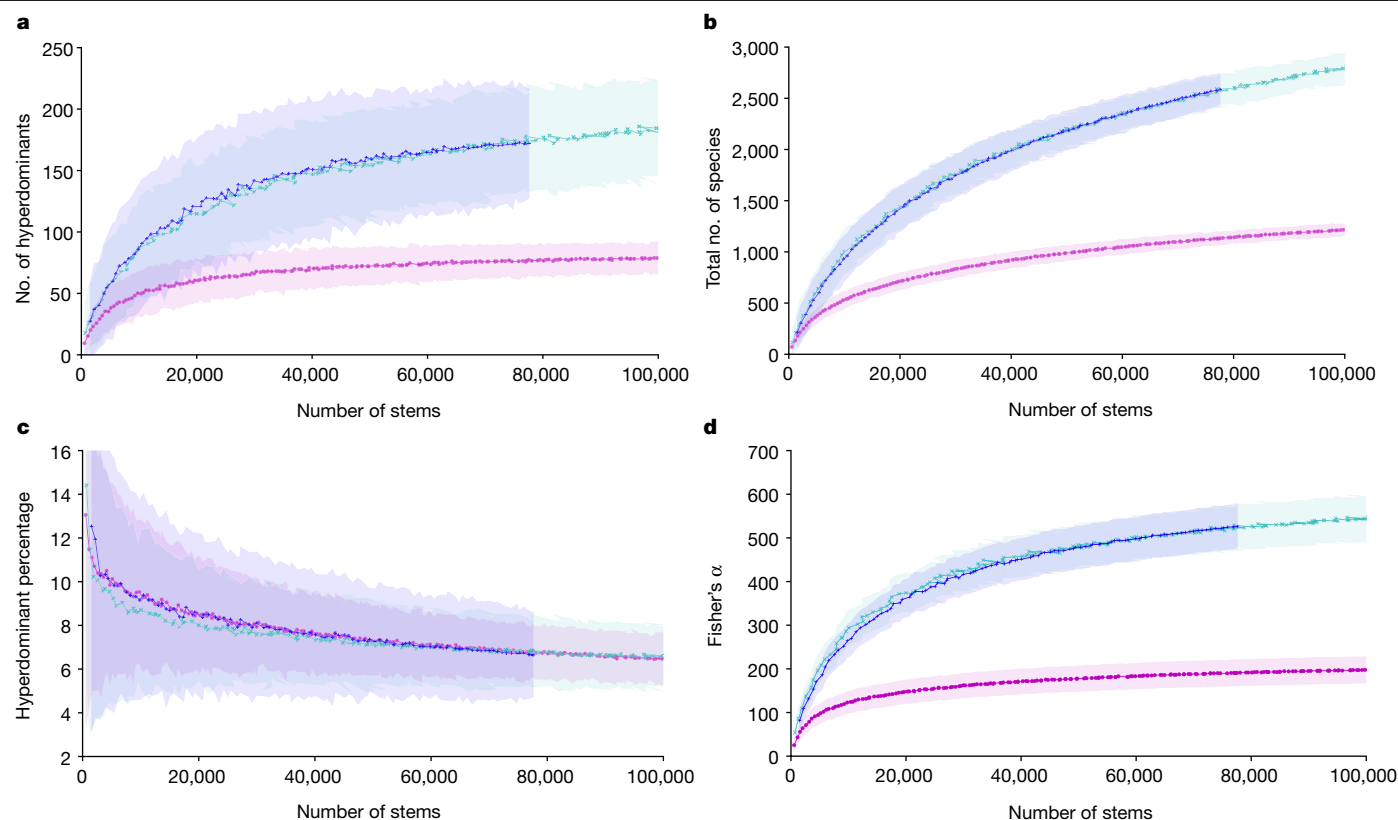 a
250
200
150
100
50
0
No. of hyperdominants
0 20,000 40,000 60,000 80,000 100,000
Number of stems
b
3,000
2,500
2,000
1,500
1,000
500
0
Total no. of species
0 20,000 40,000 60,000 80,000 100,000
Number of stems
c
16
14
12
10
8
6
4
2
Hyperdominant percentage
0 20,000 40,000 60,000 80,000 100,000
Number of stems
d
700
600
500
400
300
200
100
0
Fisher's α
0 20,000 40,000 60,000 80,000 100,000
Number of stems